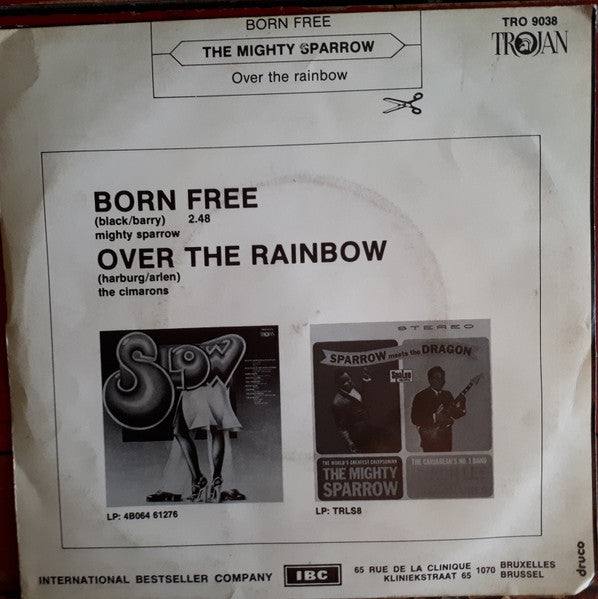 BORN FREE
THE MIGHTY SPARROW
Over the rainbow
TRO 9038
TROJAN
BORN FREE
(black/barry) 2.48
mighty sparrow
OVER THE RAINBOW
(harburg/arlen)
the cimarons
TROJAN
SLOW
LP: 4B064 61276
STEREO
SPARROW meets the DRAGON
THE WORLD'S GREATEST CALYPSONIAN
THE MIGHTY
SPARROW
THE CARIBBEAN'S NO. 1 BAND
LP: TRLS8
INTERNATIONAL BESTSELLER COMPANY
IBC
65 RUE DE LA CLINIQUE 1070 BRUXELLES
KLINIEKSTRAAT 65 BRUSSEL
druco